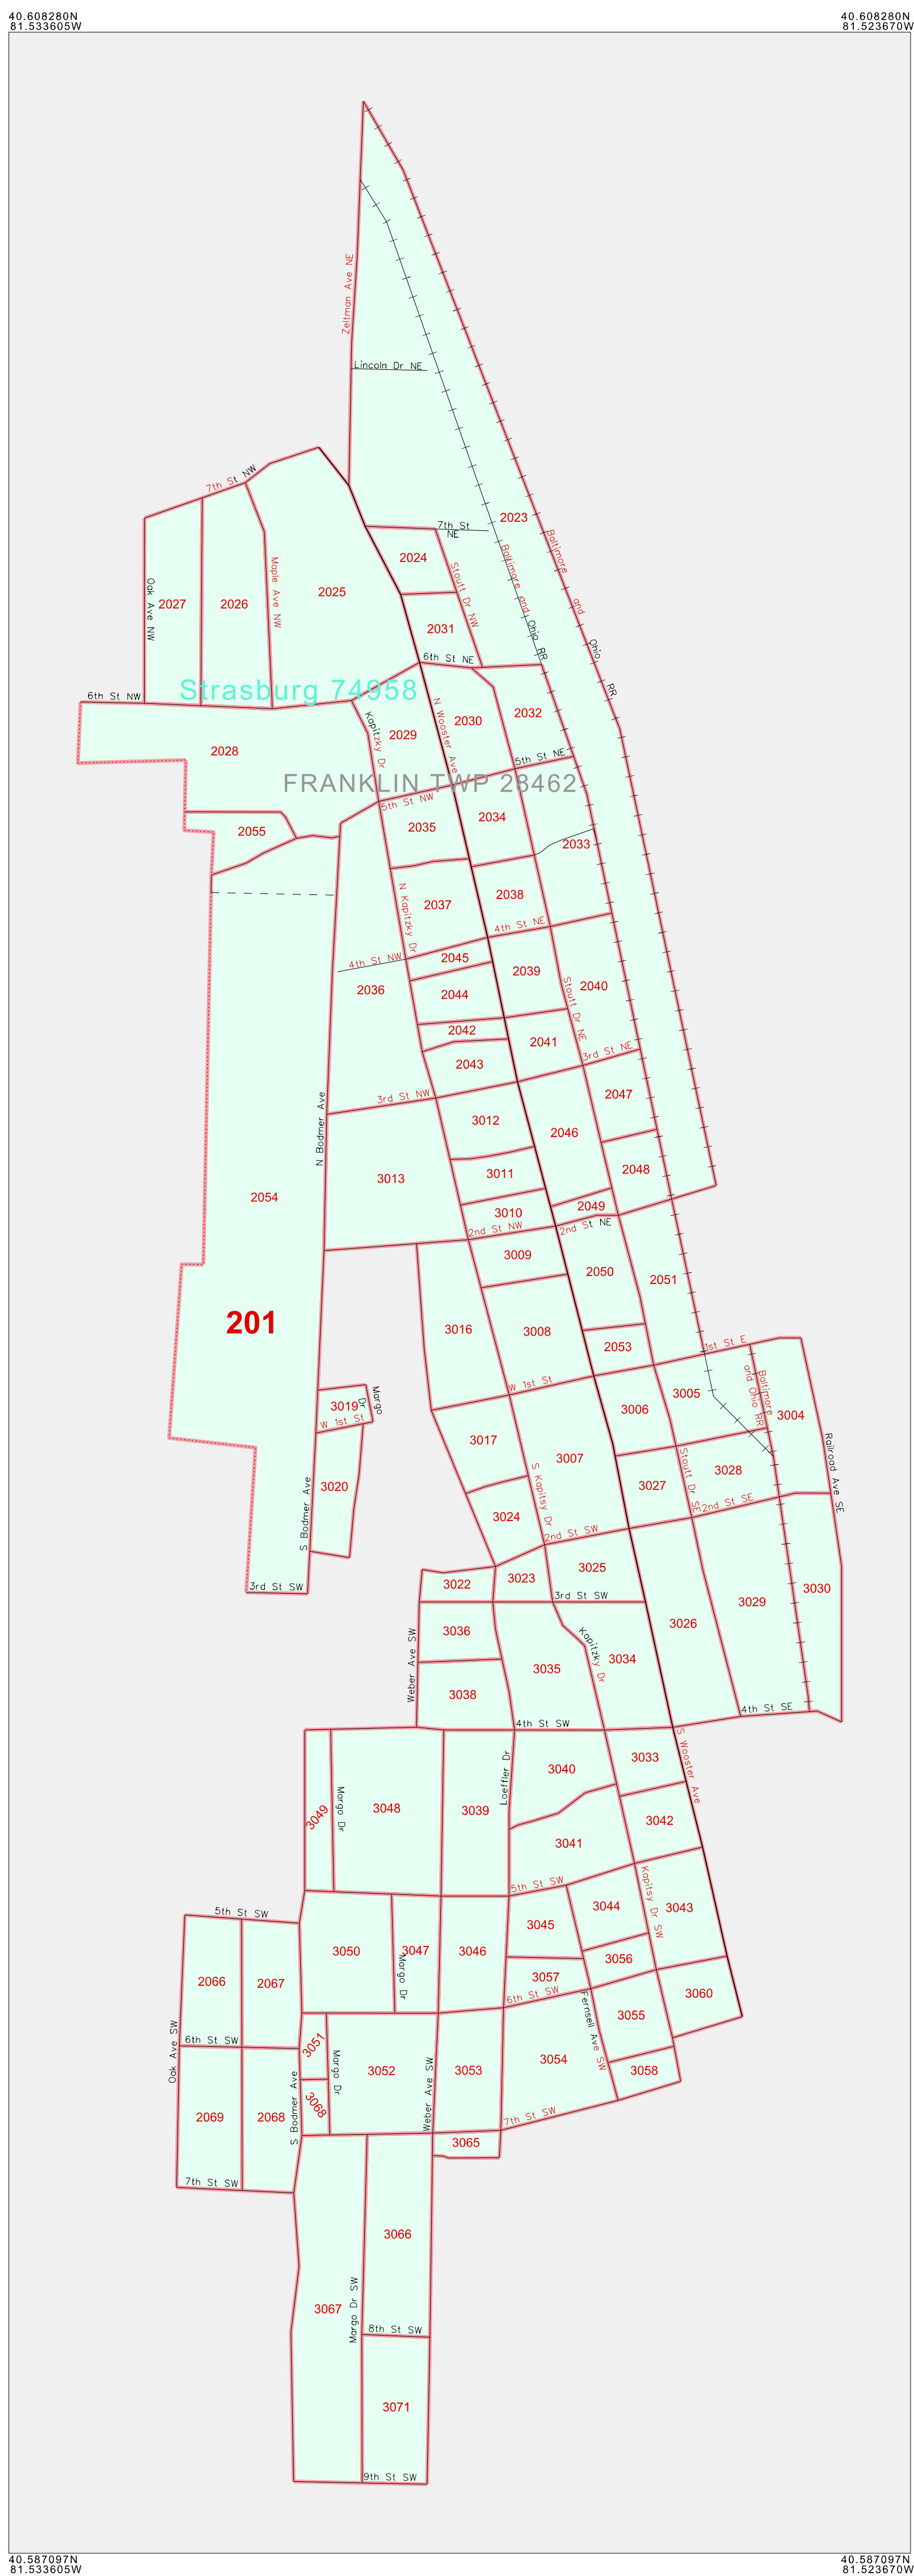 40.608280N
81.533605W
40.608280N
81.523670W
Zeltman Ave NE
Lincoln Dr NE
7th St NW
2023
7th St
NE
Baltimore and Ohio RR
Baltimore and Ohio RR
2024
Stoutt Dr NW
Oak Ave NW
2027
2026
Maple Ave NW
2025
2031
6th St NE
Strasburg 74958
6th St NW
2028
Kapitzky Dr
2029
N Wooster Ave
2030
2032
5th St NE
FRANKLIN TWP 28462
5th St NW
2055
2035
2034
2033
N Kapitzky Dr
2037
2038
4th St NE
4th St NW
2045
2036
2044
2039
Stoutt Dr NE
2040
2042
2041
2043
3rd St NE
3rd St NW
N Bodmer Ave
3012
2047
2046
3013
3011
2048
2054
3010
2049
2nd St NW
2nd St NE
3009
2050
2051
201
3016
3008
2053
1st St E
Baltimore
and Ohio RR
W 1st St
3019
Margo
Dr
W 1st St
3005
3006
3004
3017
3007
Railroad Ave SE
S Bodmer Ave
3020
S Kapitsy Dr
3027
Stoutt Dr SE
3028
2nd St SE
3024
2nd St SW
3022
3023
3025
3rd St SW
3rd St SW
3030
3029
3026
Weber Ave SW
3036
Kapitzky Dr
3034
3035
3038
4th St SE
4th St SW
S Wooster Ave
3033
Loeffler Dr
3040
3049
Margo Dr
3048
3039
3042
3041
5th St SW
Kapitsy Dr SW
3044
3043
5th St SW
3045
3050
3047
Margo Dr
3046
3056
2066
2067
3057
6th St SW
3060
Fernsell Ave SW
3055
Oak Ave SW
6th St SW
3051
Margo Dr
3052
Weber Ave SW
3053
3054
3058
S Bodmer Ave
3068
2069
2068
7th St SW
3065
7th St SW
3066
3067
Margo Dr SW
8th St SW
3071
9th St SW
40.587097N
81.533605W
40.587097N
81.523670W